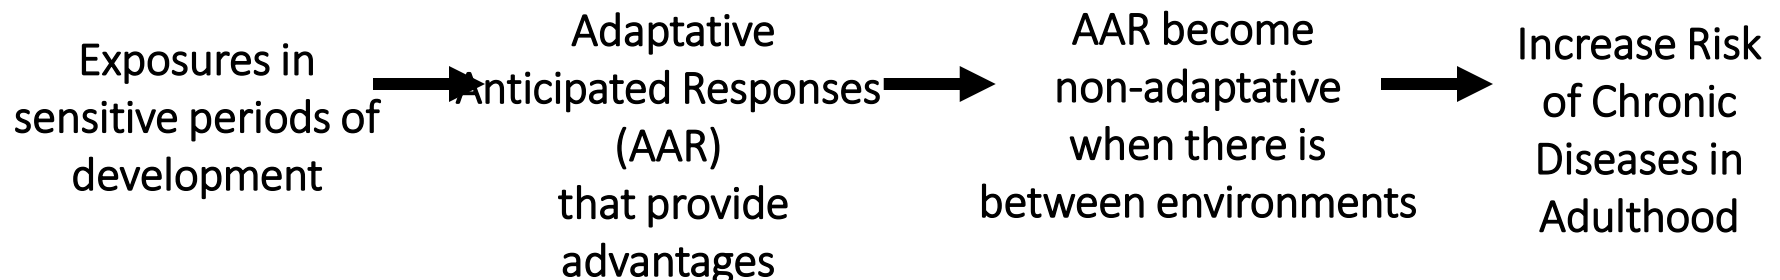 Exposures in
sensitive periods of
development
Adaptative
Anticipated Responses
(AAR)
that provide
advantages
AAR become
non-adaptative
when there is
between environments
Increase Risk
of Chronic
Diseases in
Adulthood